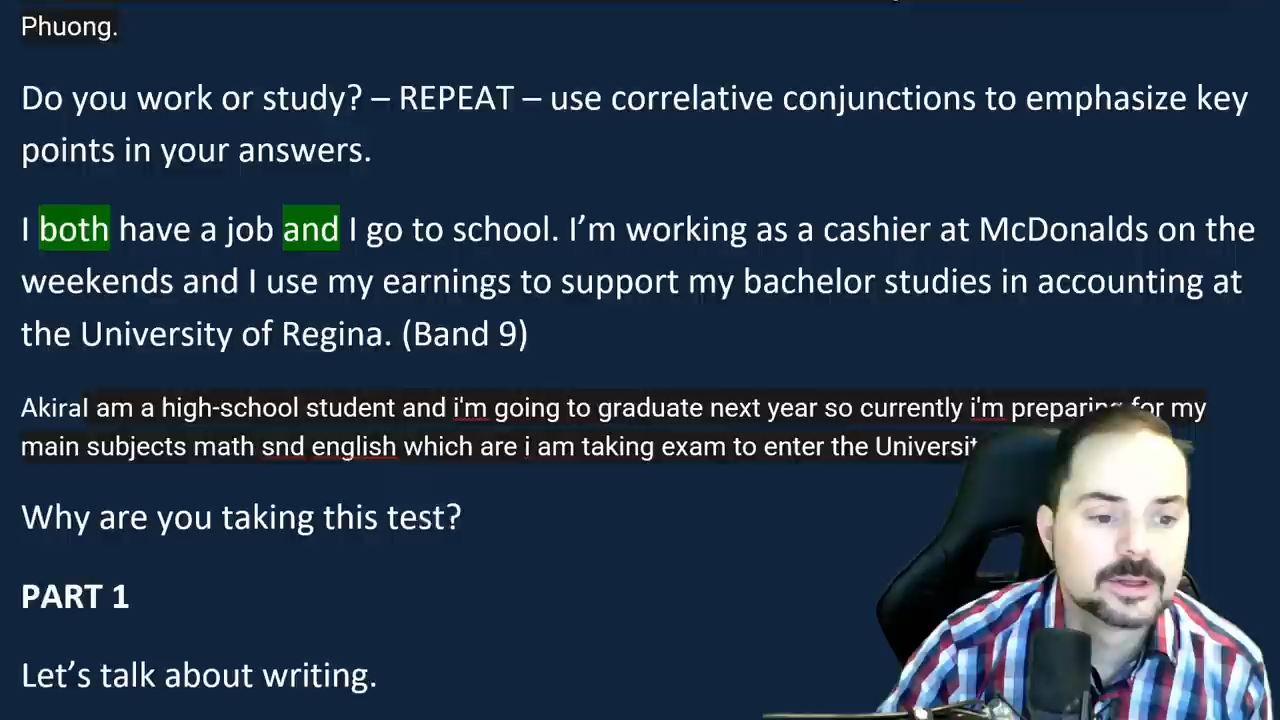 Phuong.
Do you work or study? – REPEAT – use correlative conjunctions to emphasize key
points in your answers.
I both have a job and I go to school. I’m working as a cashier at McDonalds on the
weekends and I use my earnings to support my bachelor studies in accounting at
the University of Regina. (Band 9)
AkiraI am a high-school student and i'm going to graduate next year so currently i'm preparing for my
main subjects math snd english which are i am taking exam to enter the
Why are you taking this test?
PART 1
Let’s talk about writing.